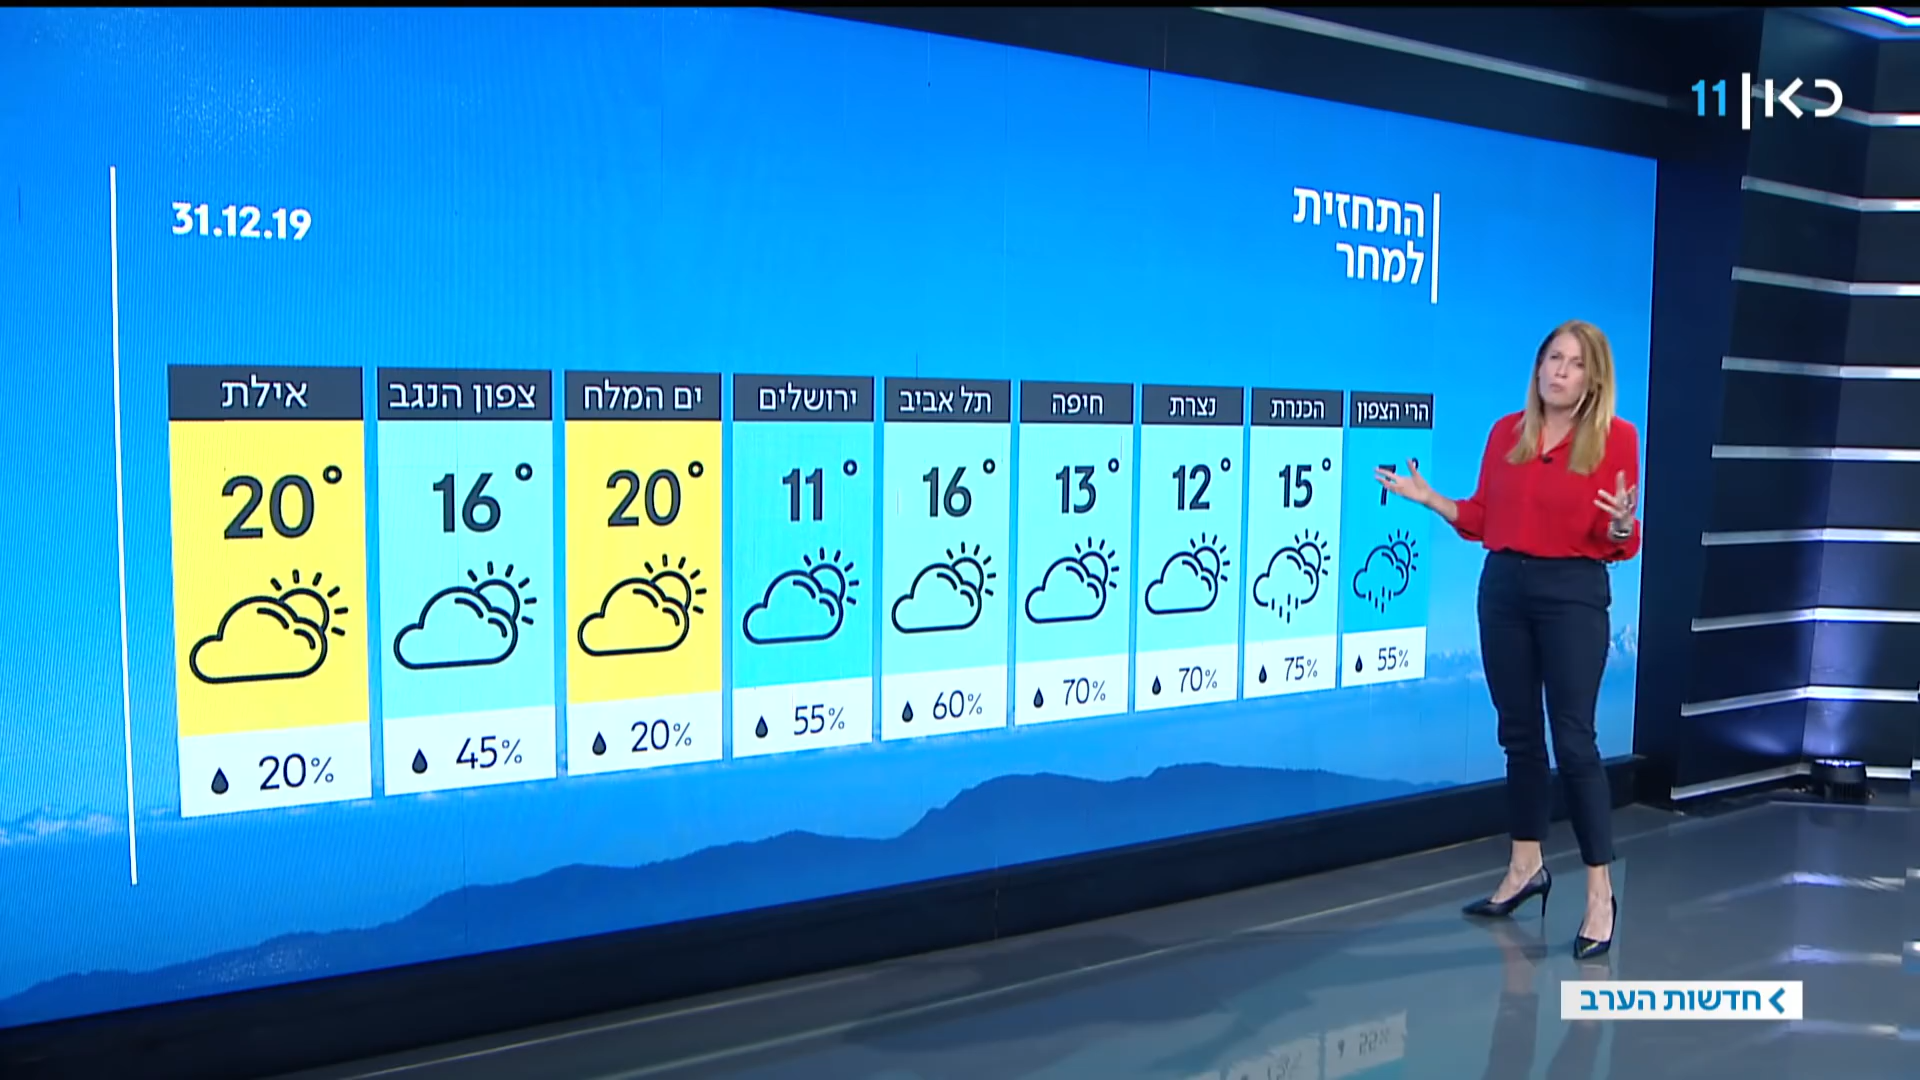 כאן 11
התחזית
למחר
31.12.19
הרי הצפון
הכנרת
נצרת
חיפה
תל אביב
ירושלים
ים המלח
צפון הנגב
אילת
7°
15°
12°
13°
16°
11°
20°
16°
20°
55%
75%
70%
70%
60%
55%
20%
45%
20%
חדשות הערב